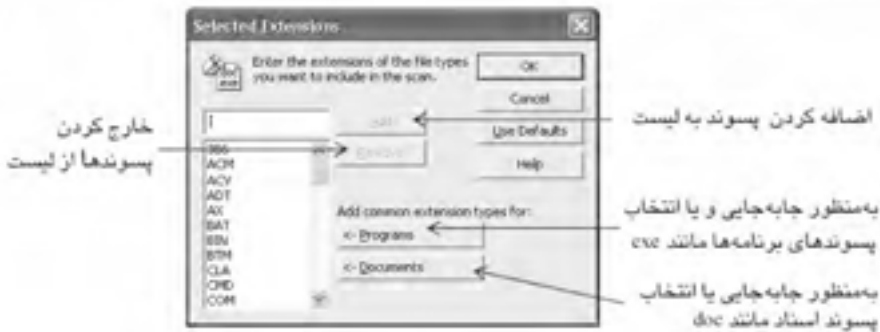 Selected Extensions
Enter the extensions of the file types
you want to include in the scan.
OK
Cancel
Use Defaults
Help
Add
Remove
386
ACM
ACV
ADT
AX
BAT
BIN
BTM
CLA
CMD
COM
Add common extension types for:
<- Programs
<- Documents
خارج کردن
پسوندها از لیست
اضافه کردن پسوند به لیست
به‌منظور جابه‌جایی و یا انتخاب
پسوندهای برنامه‌ها مانند exe
به‌منظور جابه‌جایی یا انتخاب
پسوند اسناد مانند doc